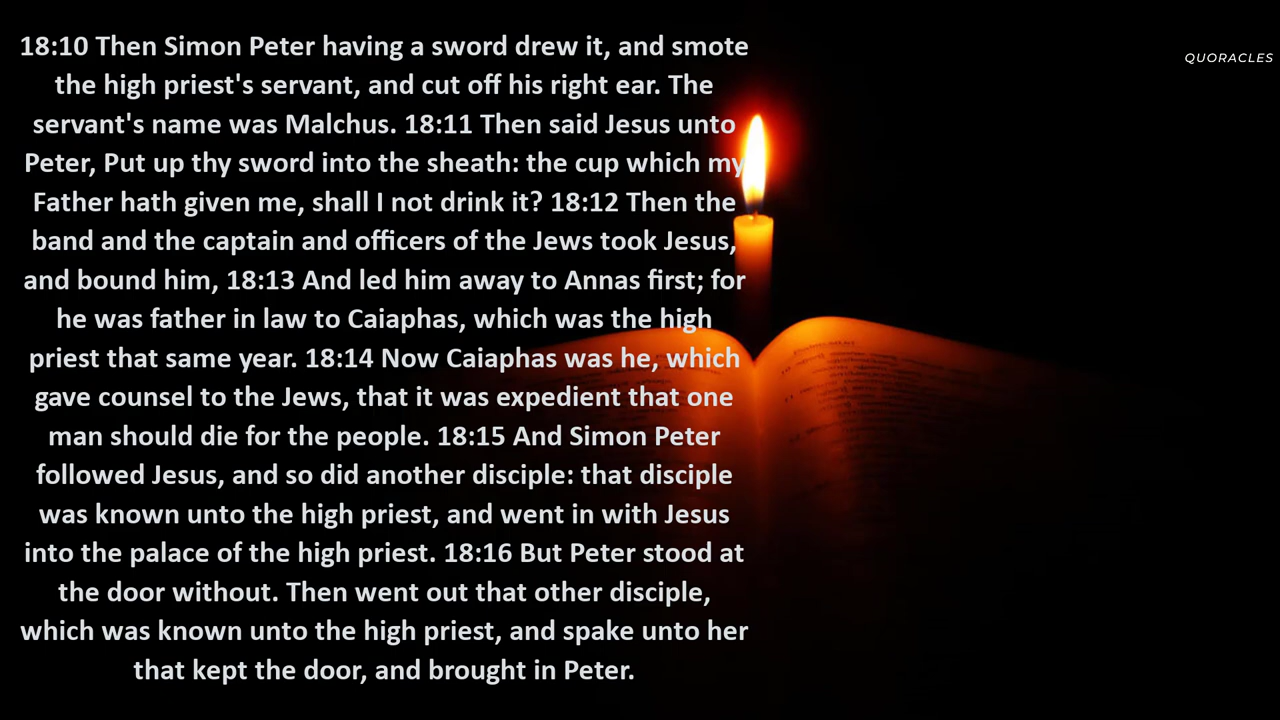 18:10 Then Simon Peter having a sword drew it, and smote
the high priest's servant, and cut off his right ear. The
servant's name was Malchus. 18:11 Then said Jesus unto
Peter, Put up thy sword into the sheath: the cup which my
Father hath given me, shall I not drink it? 18:12 Then the
band and the captain and officers of the Jews took Jesus,
and bound him, 18:13 And led him away to Annas first; for
he was father in law to Caiaphas, which was the high
priest that same year. 18:14 Now Caiaphas was he, which
gave counsel to the Jews, that it was expedient that one
man should die for the people. 18:15 And Simon Peter
followed Jesus, and so did another disciple: that disciple
was known unto the high priest, and went in with Jesus
into the palace of the high priest. 18:16 But Peter stood at
the door without. Then went out that other disciple,
which was known unto the high priest, and spake unto her
that kept the door, and brought in Peter.
QUORACLES